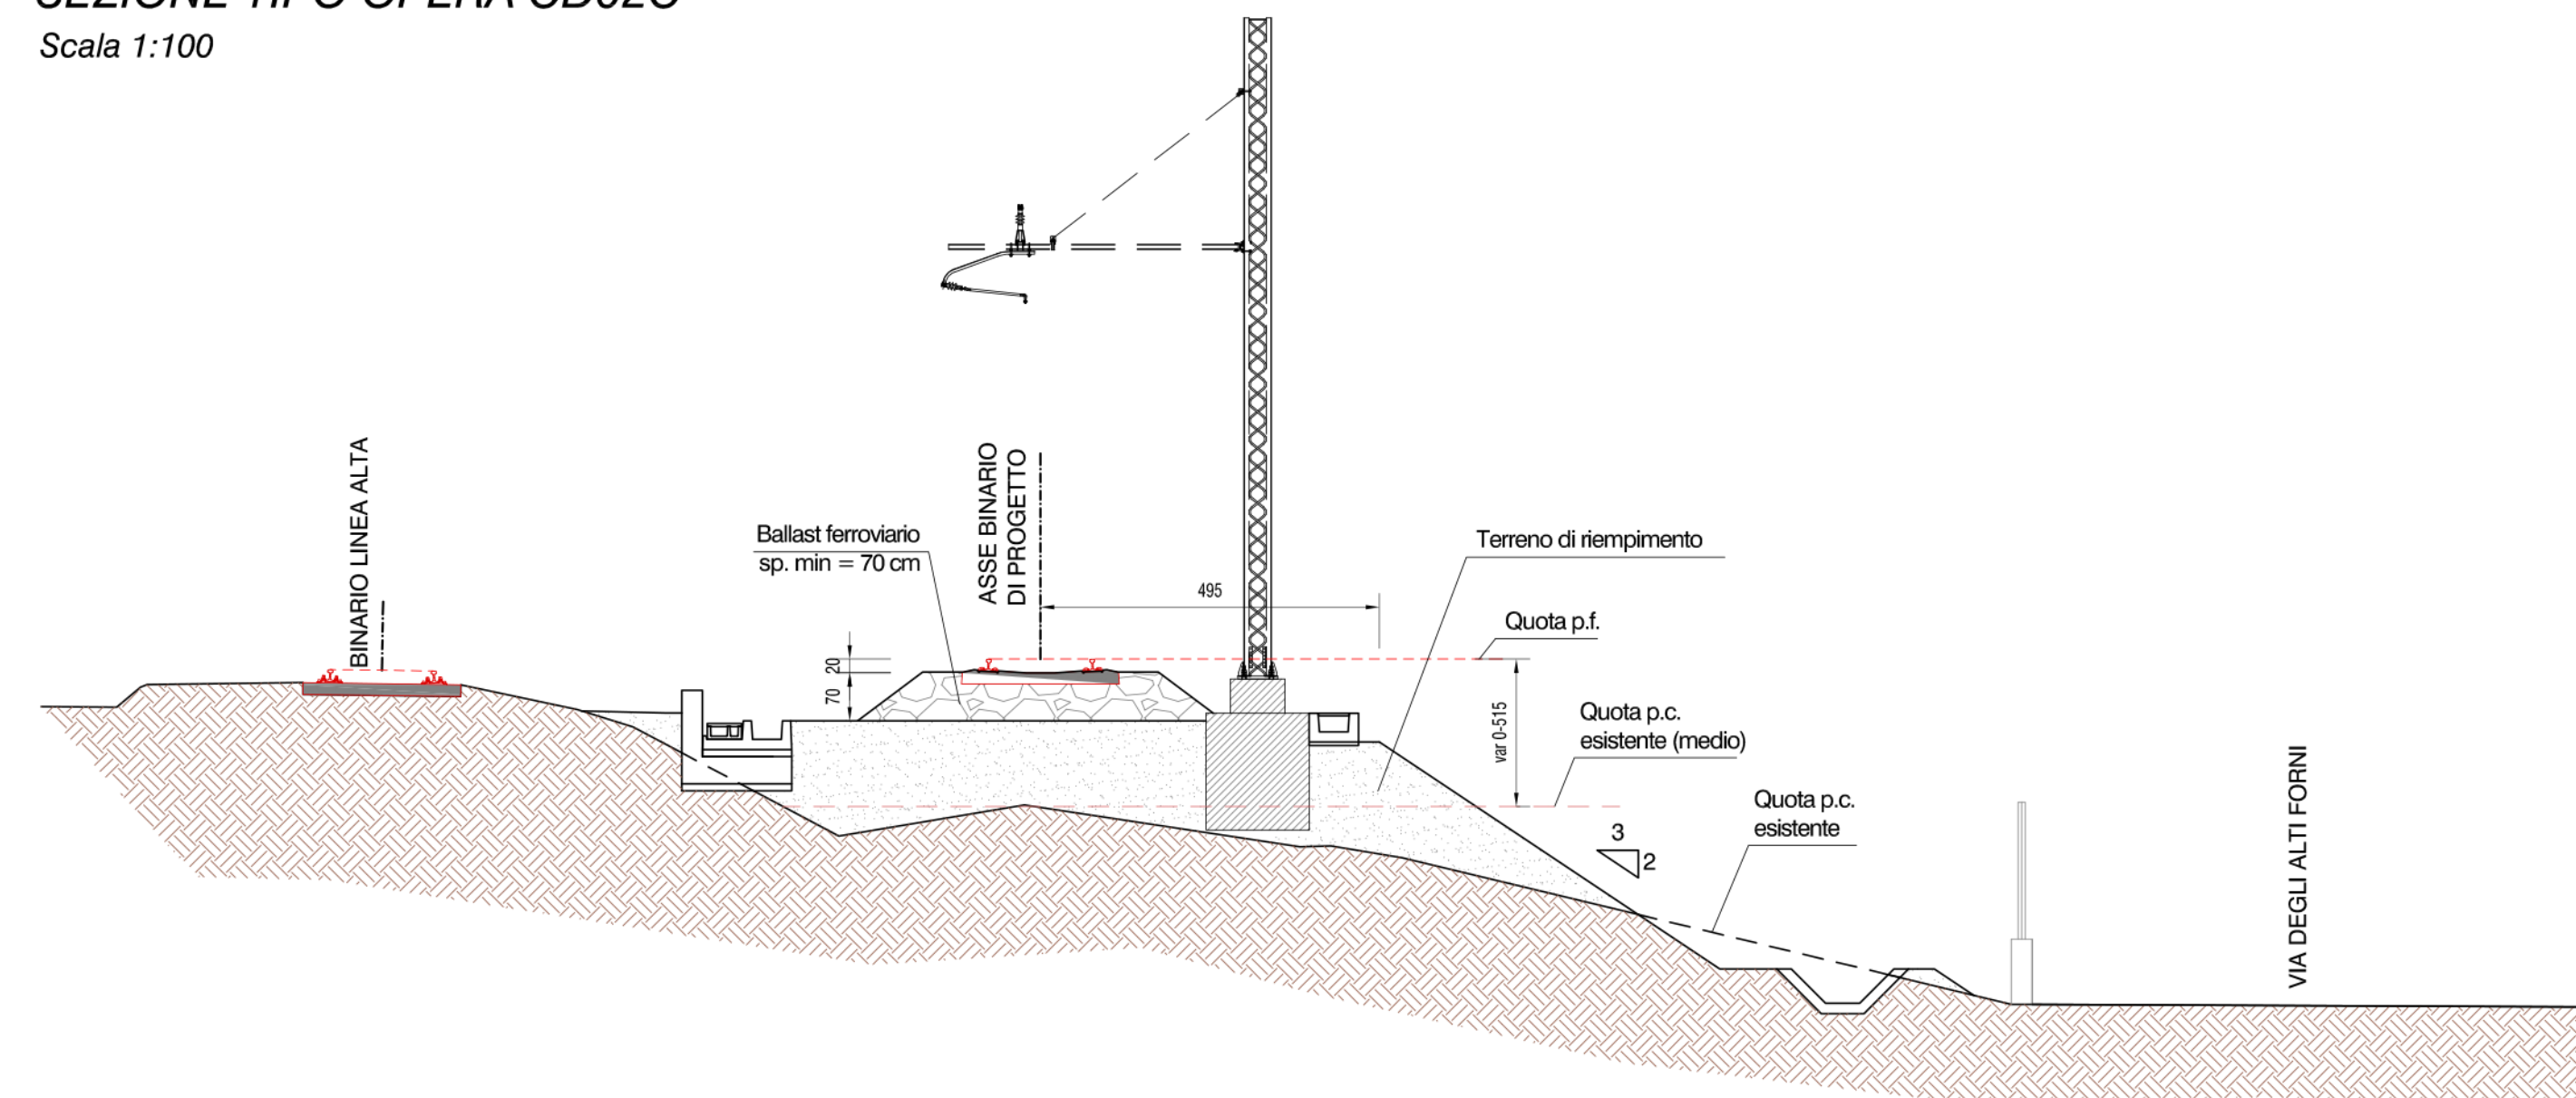 Scala 1:100
BINARIO LINEA ALTA
Ballast ferroviario
sp. min = 70 cm
ASSE BINARIO
DI PROGETTO
495
Terreno di riempimento
Quota p.f.
20
70
var 0-515
Quota p.c.
esistente (medio)
Quota p.c.
esistente
3
2
VIA DEGLI ALTI FORNI